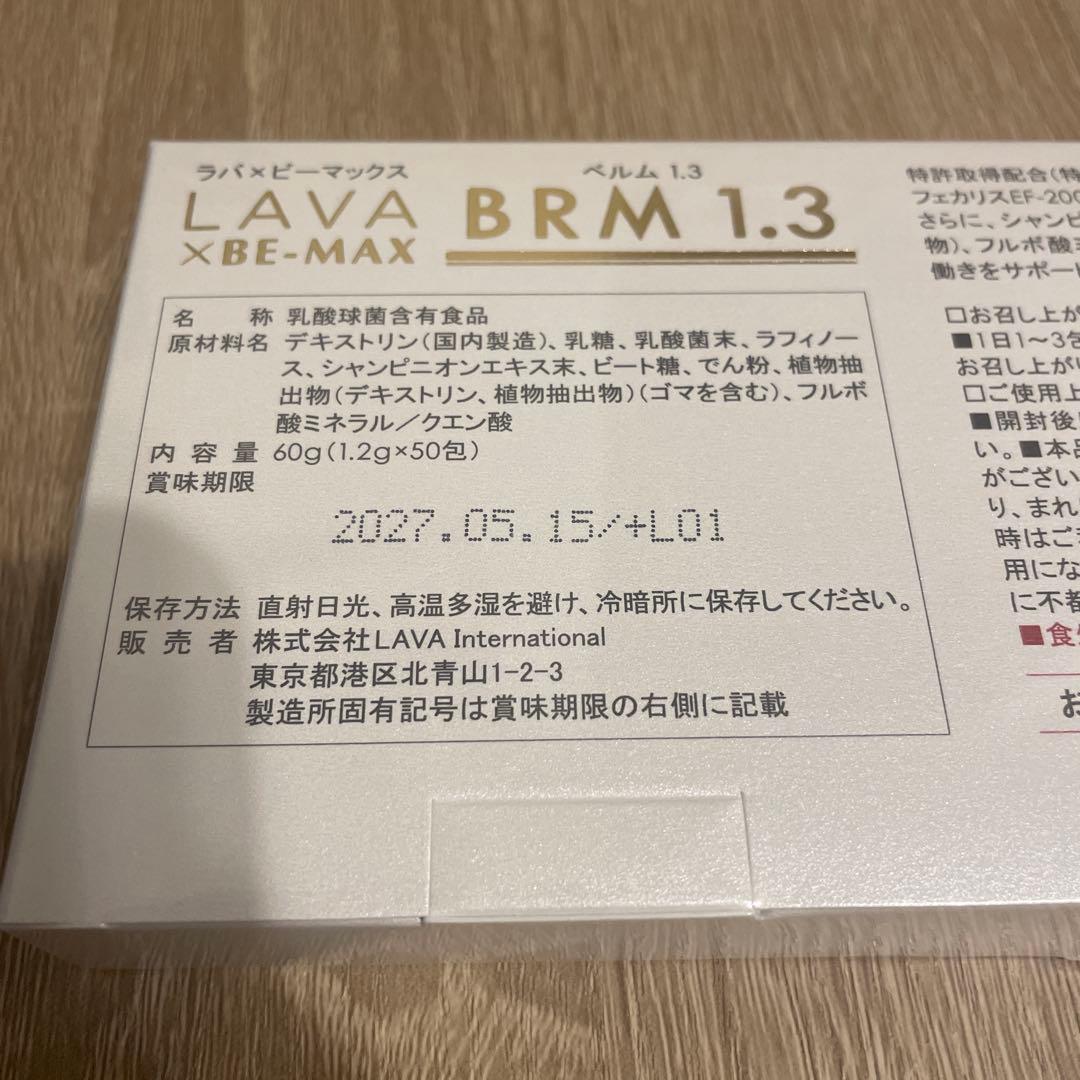 ラバ×ビーマックス
LAVA
×BE-MAX
ベルム 1.3
BRM 1.3
名　　称 乳酸球菌含有食品
原材料名 デキストリン(国内製造)、乳糖、乳酸菌末、ラフィノー
ス、シャンピニオンエキス末、ビート糖、でん粉、植物抽
出物(デキストリン、植物抽出物)(ゴマを含む)、フルボ
酸ミネラル/クエン酸
内 容 量 60g(1.2g×50包)
賞味期限
2027.05.15/+L01
保存方法 直射日光、高温多湿を避け、冷暗所に保存してください。
販 売 者 株式会社LAVA International
東京都港区北青山1-2-3
製造所固有記号は賞味期限の右側に記載
特許取得配合(特
フェカリスEF-200
さらに、シャンピ
物)、フルボ酸
働きをサポー
□お召し上が
■1日1~3包
お召し上がり
□ご使用上
■開封後
い。■本品
がござい
り、まれ
時はご
用にな
に不都
■食
お